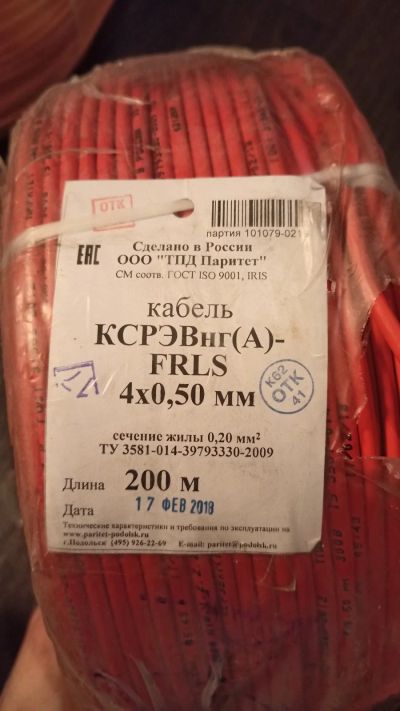 ОТК
партия 101079-0219
ЕАС
Сделано в России
ООО "ТПД Паритет"
СМ соотв. ГОСТ ISO 9001, IRIS
кабель
КСРЭВнг(А)-
FRLS
4х0,50 мм
К62
ОТК
41
сечение жилы 0,20 мм²
ТУ 3581-014-39793330-2009
Длина 200 м
Дата 17 ФЕВ 2018
Технические характеристики и требования по эксплуатации на
www.paritet-podolsk.ru
г.Подольск (495) 926-22-69 E-mail: paritet@podolsk.ru